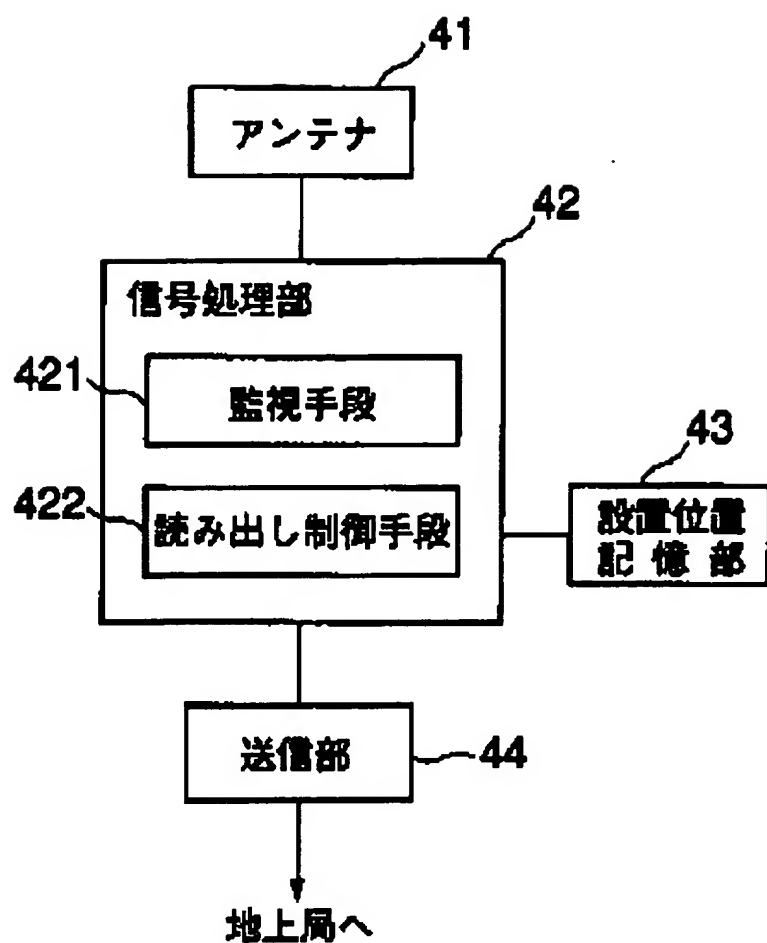 41
アンテナ
42
信号処理部
421
監視手段
43
422
読み出し制御手段
設置位置
記憶部
送信部
44
地上局へ